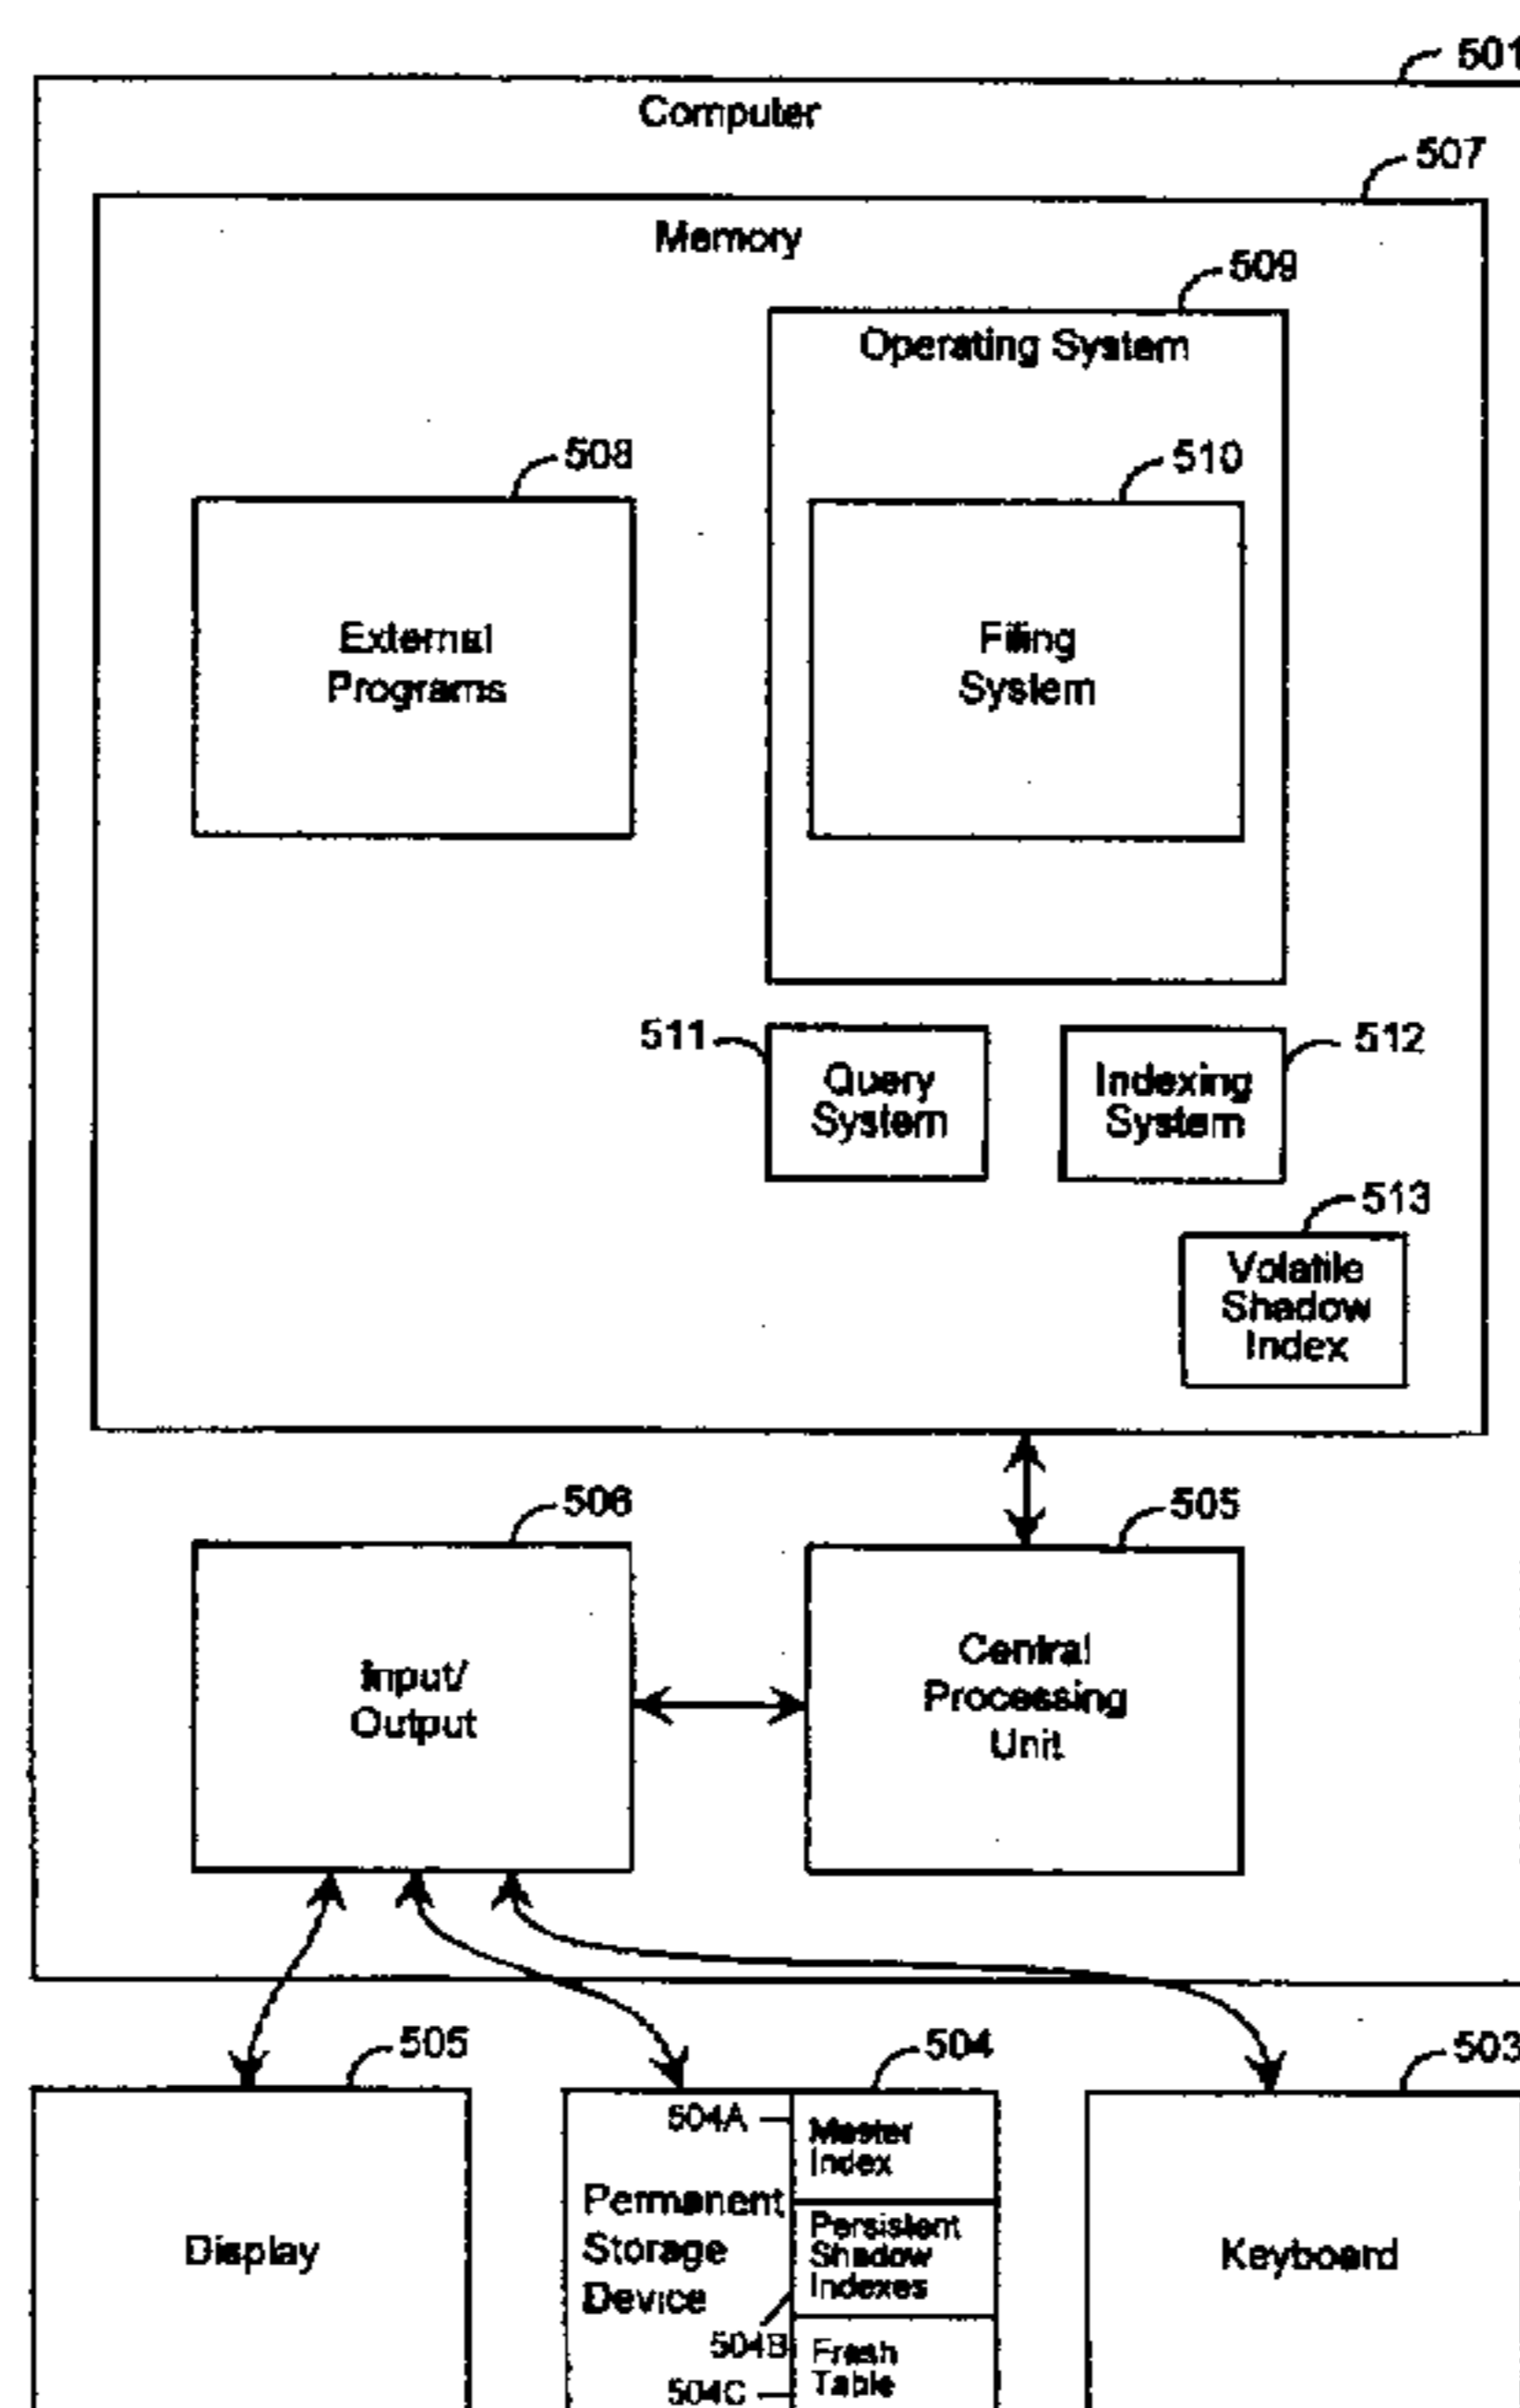 501
Computer
507
Memory
509
Operating System
508
510
External
Programs
Filing
System
511
Query
System
512
Indexing
System
513
Volatile
Shadow
Index
506
505
Input/
Output
Central
Processing
Unit
505
504
503
Display
Permanent
Storage
Device
504A
Master
Index
Persistent
Shadow
Indexes
504B
Fresh
Table
504C
Keyboard